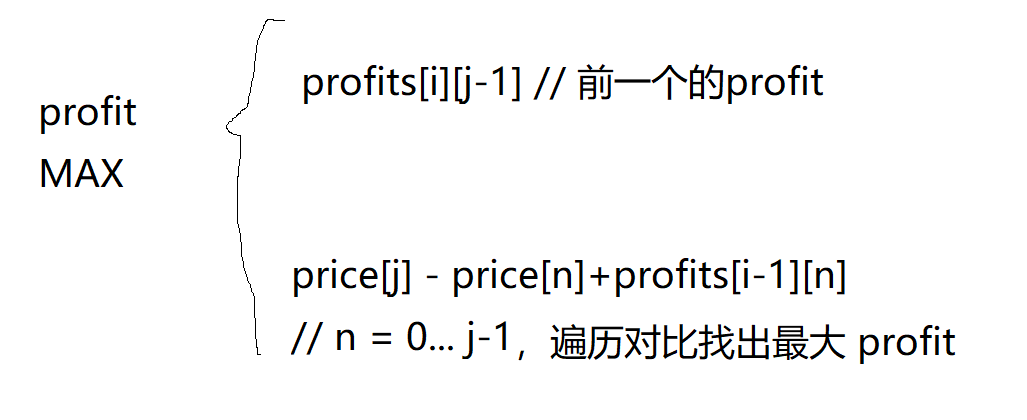 profits[i][j-1] // 前一个的profit
profit
MAX
price[j] - price[n]+profits[i-1][n]
// n = 0... j-1，遍历对比找出最大 profit